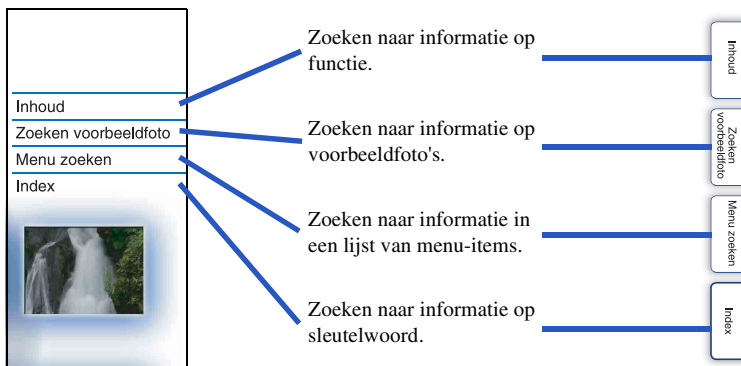 Inhoud
Zoeken voorbeeldfoto
Menu zoeken
Index
Zoeken naar informatie op
functie.
Zoeken naar informatie op
voorbeeldfoto's.
Zoeken naar informatie in
een lijst van menu-items.
Zoeken naar informatie op
sleutelwoord.
Inhoud
Zoeken
voorbeeldfoto
Menu zoeken
Index